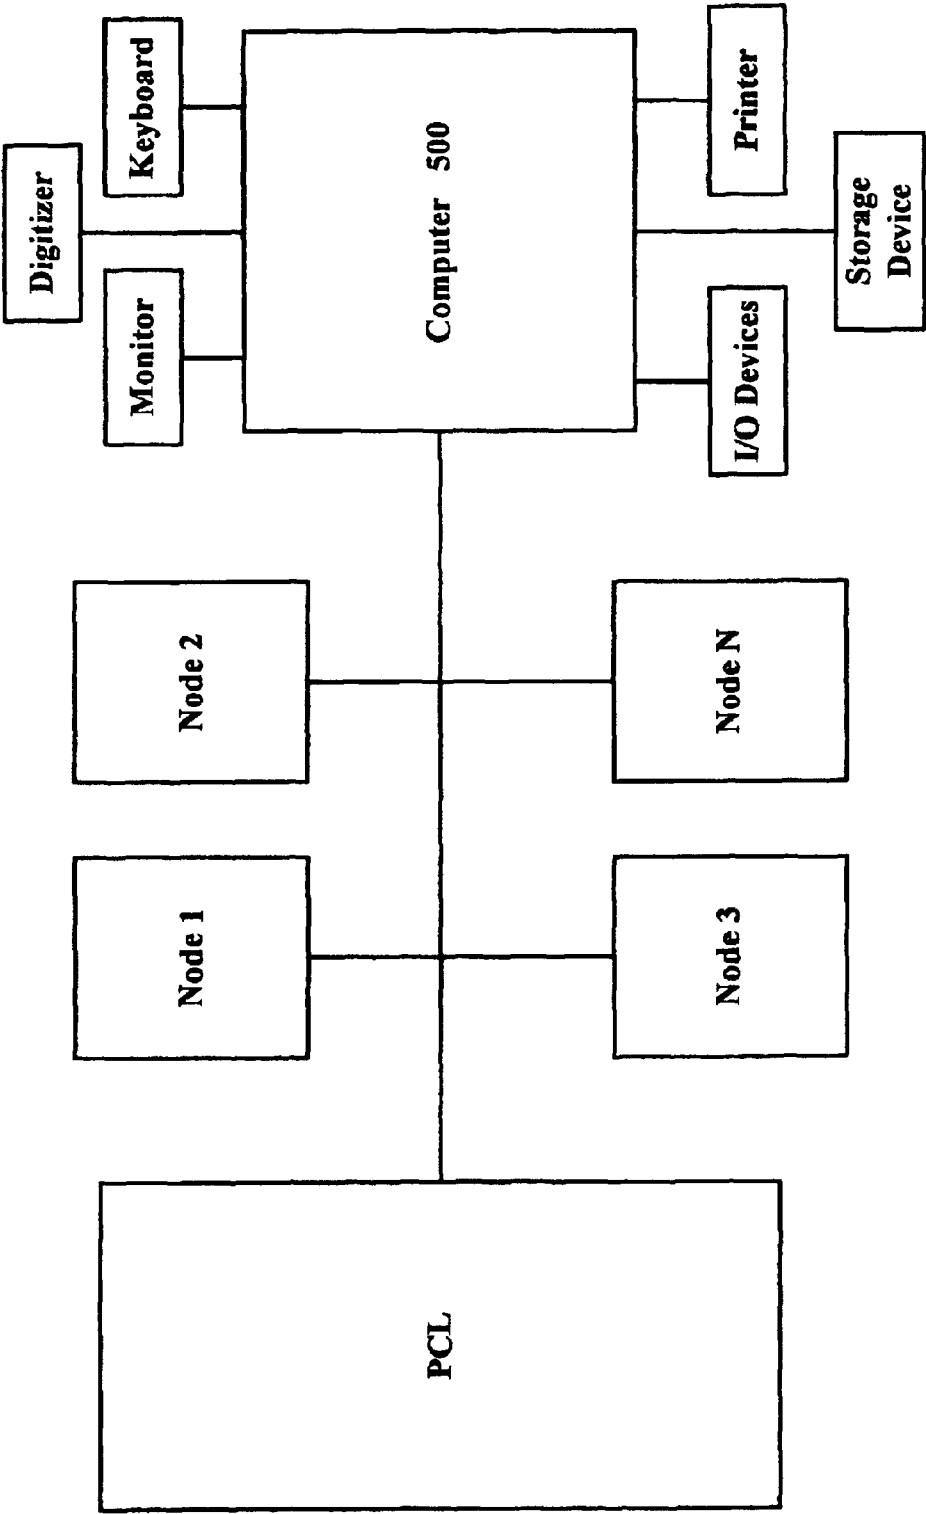 Digitizer
Monitor
Keyboard
Computer 500
I/O Devices
Printer
Storage
Device
Node 1
Node 2
Node 3
Node N
PCL